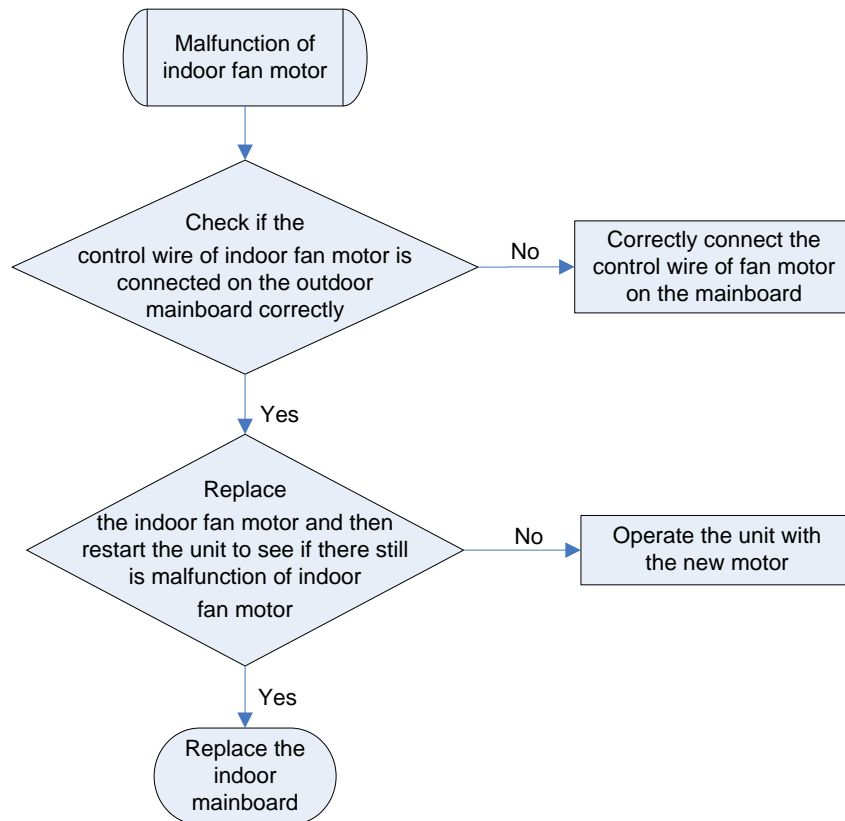 Malfunction of
indoor fan motor
Check if the
control wire of indoor fan motor is
connected on the outdoor
mainboard correctly
No
Correctly connect the
control wire of fan motor
on the mainboard
Yes
Replace
the indoor fan motor and then
restart the unit to see if there still
is malfunction of indoor
fan motor
No
Operate the unit with
the new motor
Yes
Replace the
indoor
mainboard